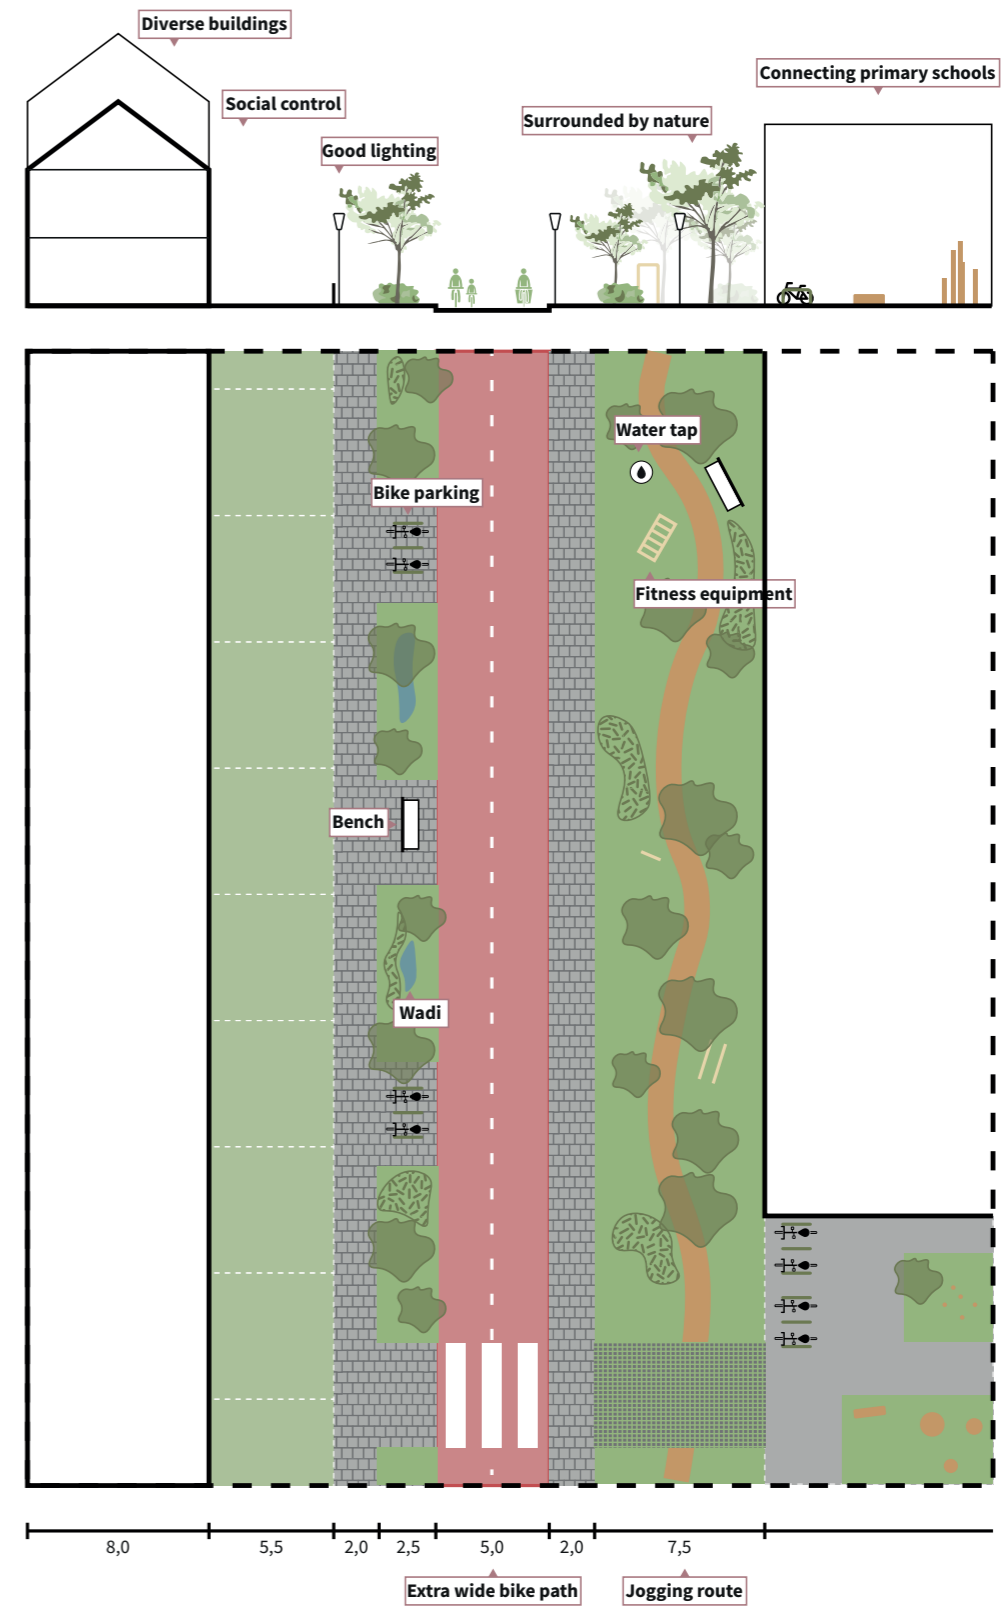 Diverse buildings
Connecting primary schools
Social control
Surrounded by nature
Good lighting
Water tap
Bike parking
Fitness equipment
Bench
Wadi
8,0 5,5 2,0 2,5 5,0 2,0 7,5
Extra wide bike path
Jogging route